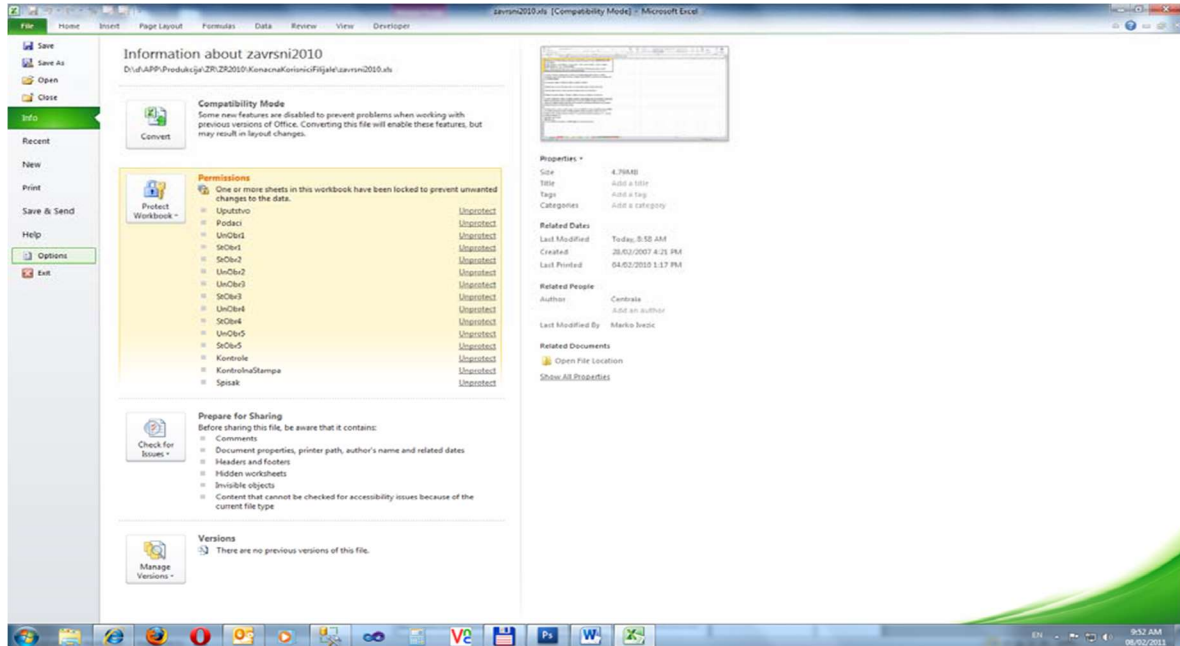 zavrsni2010.xls [Compatibility Mode] - Microsoft Excel
File Home Insert Page Layout Formulas Data Review View Developer
Save
Save As
Open
Close
Info
Recent
New
Print
Save & Send
Help
Options
Exit
Information about zavrsni2010
D:\d\APP\Produkcija\ZR\ZR2010\KonacnaKorisniciFilijale\zavrsni2010.xls
Convert
Compatibility Mode
Some new features are disabled to prevent problems when working with
previous versions of Office. Converting this file will enable these features, but
may result in layout changes.
Protect
Workbook
Permissions
One or more sheets in this workbook have been locked to prevent unwanted
changes to the data.
Uputstvo Unprotect
Podaci Unprotect
UnObr1 Unprotect
StObr1 Unprotect
StObr2 Unprotect
UnObr2 Unprotect
UnObr3 Unprotect
StObr3 Unprotect
UnObr4 Unprotect
StObr4 Unprotect
UnObr5 Unprotect
StObr5 Unprotect
Kontrole Unprotect
KontrolnaStampa Unprotect
Spisak Unprotect
Check for
Issues
Prepare for Sharing
Before sharing this file, be aware that it contains:
Comments
Document properties, printer path, author's name and related dates
Headers and footers
Hidden worksheets
Invisible objects
Content that cannot be checked for accessibility issues because of the
current file type
Manage
Versions
Versions
There are no previous versions of this file.
Properties
Size 4.79MB
Title Add a title
Tags Add a tag
Categories Add a category
Related Dates
Last Modified Today, 8:58 AM
Created 28/02/2007 4:21 PM
Last Printed 04/02/2010 1:17 PM
Related People
Author Centrala
Add an author
Last Modified By Marko Ivezic
Related Documents
Open File Location
Show All Properties
EN
9:52 AM
08/02/2011